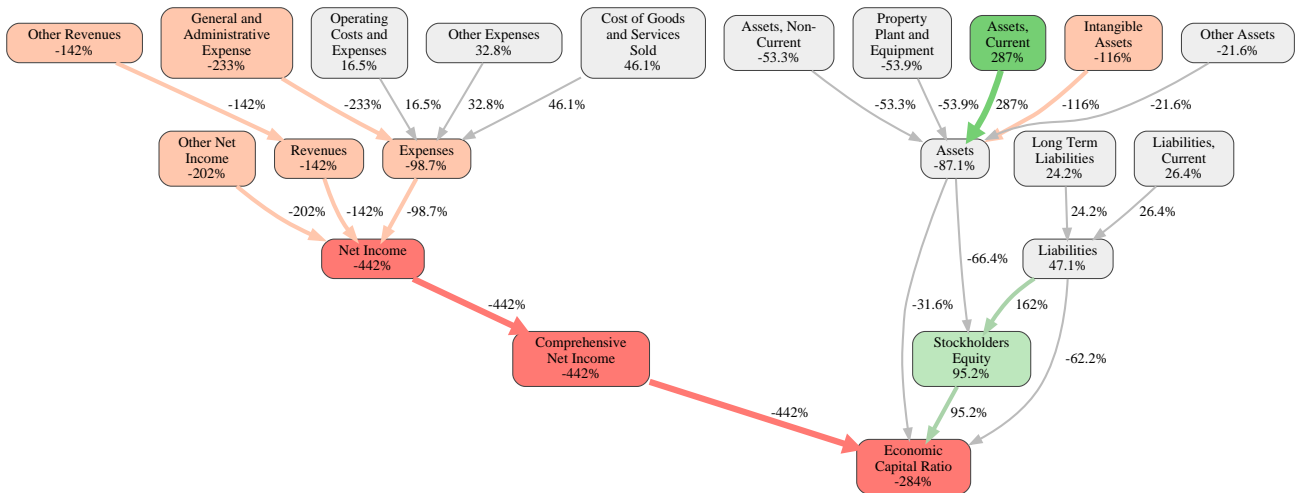 Other Revenues
-142%
General and
Administrative
Expense
-233%
Operating
Costs and
Expenses
16.5%
Other Expenses
32.8%
Cost of Goods
and Services
Sold
46.1%
Assets, Non-
Current
-53.3%
Property
Plant and
Equipment
-53.9%
Assets,
Current
287%
Intangible
Assets
-116%
Other Assets
-21.6%
-142%
-233%
16.5%
32.8%
46.1%
-53.3%
-53.9%
287%
-116%
-21.6%
Other Net
Income
-202%
Revenues
-142%
Expenses
-98.7%
Assets
-87.1%
Long Term
Liabilities
24.2%
Liabilities,
Current
26.4%
-202%
-142%
-98.7%
24.2%
26.4%
Net Income
-442%
-66.4%
Liabilities
47.1%
-442%
-31.6%
162%
Comprehensive
Net Income
-442%
Stockholders
Equity
95.2%
-62.2%
-442%
95.2%
Economic
Capital Ratio
-284%